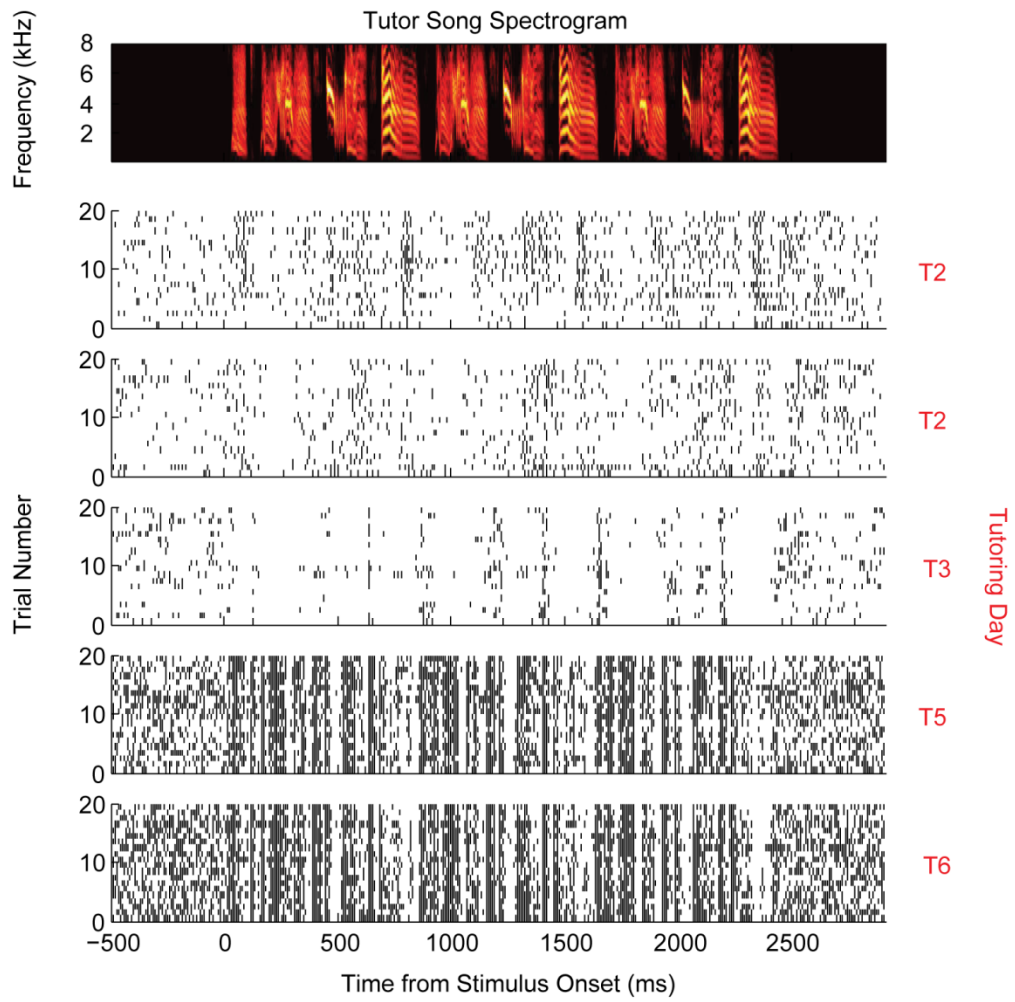 Tutor Song Spectrogram
Frequency (kHz)
8
6
4
2
20
10
0
T2
20
10
0
T2
Trial Number
20
10
0
T3
Tutoring Day
20
10
0
T5
20
10
0
T6
−500 0 500 1000 1500 2000 2500
Time from Stimulus Onset (ms)